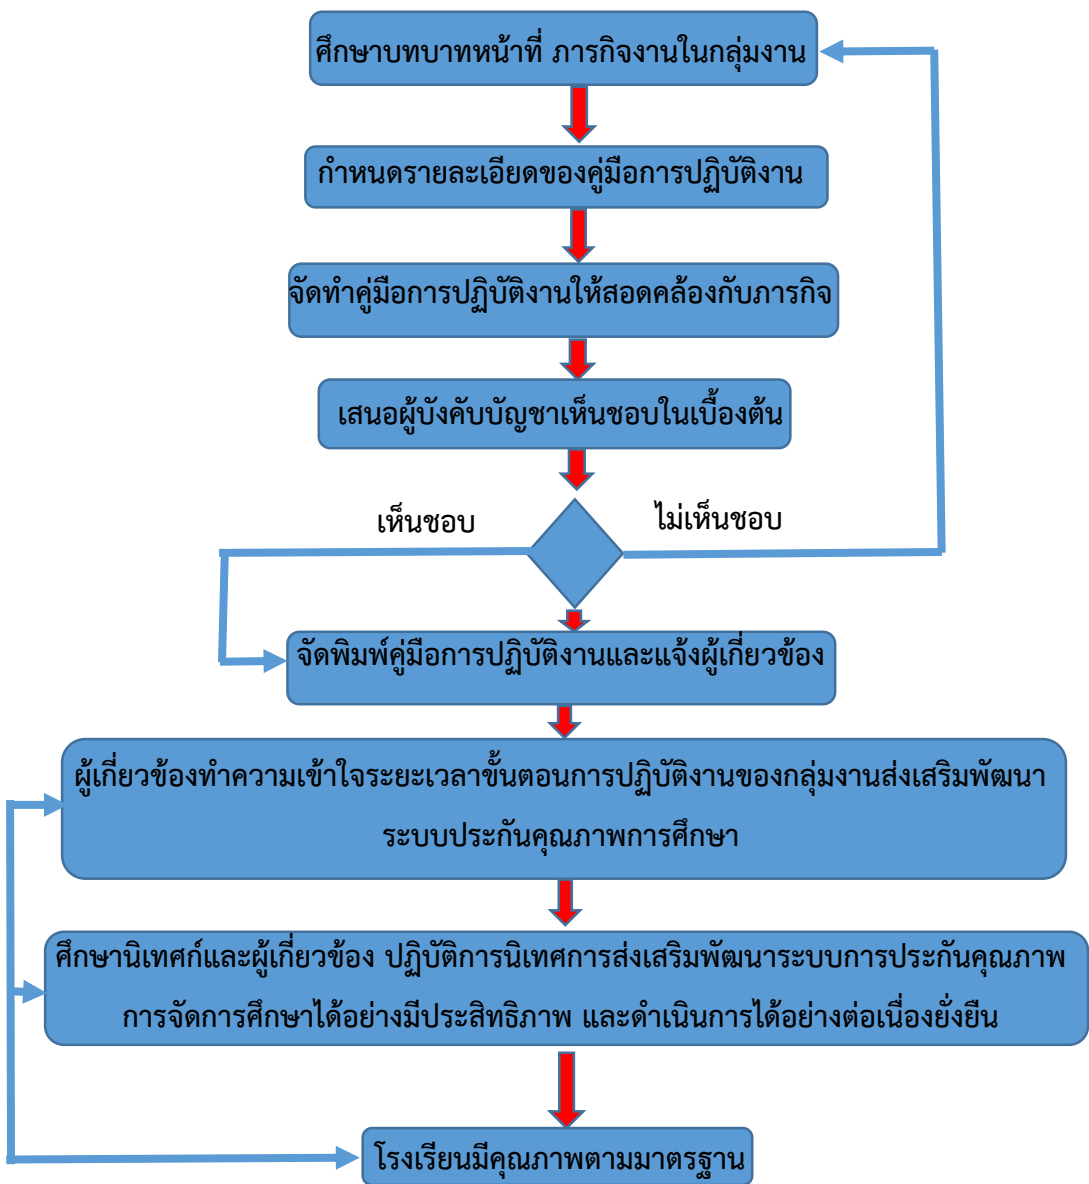 ศึกษาบทบาทหน้าที่ ภารกิจงานในกลุ่มงาน
กำหนดรายละเอียดของคู่มือการปฏิบัติงาน
จัดทำคู่มือการปฏิบัติงานให้สอดคล้องกับภารกิจ
เสนอผู้บังคับบัญชาเห็นชอบในเบื้องต้น
เห็นชอบ
ไม่เห็นชอบ
จัดพิมพ์คู่มือการปฏิบัติงานและแจ้งผู้เกี่ยวข้อง
ผู้เกี่ยวข้องทำความเข้าใจระยะเวลาขั้นตอนการปฏิบัติงานของกลุ่มงานส่งเสริมพัฒนา
ระบบประกันคุณภาพการศึกษา
ศึกษานิเทศก์และผู้เกี่ยวข้อง ปฏิบัติการนิเทศการส่งเสริมพัฒนาระบบการประกันคุณภาพ
การจัดการศึกษาได้อย่างมีประสิทธิภาพ และดำเนินการได้อย่างต่อเนื่องยั่งยืน
โรงเรียนมีคุณภาพตามมาตรฐาน